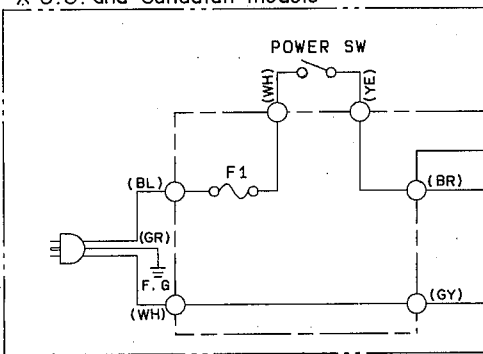 ※ U.S. and Canadian models
POWER SW
(WH)
(YE)
F1
(BL)
(BR)
(GR)
F.G
(WH)
(GY)